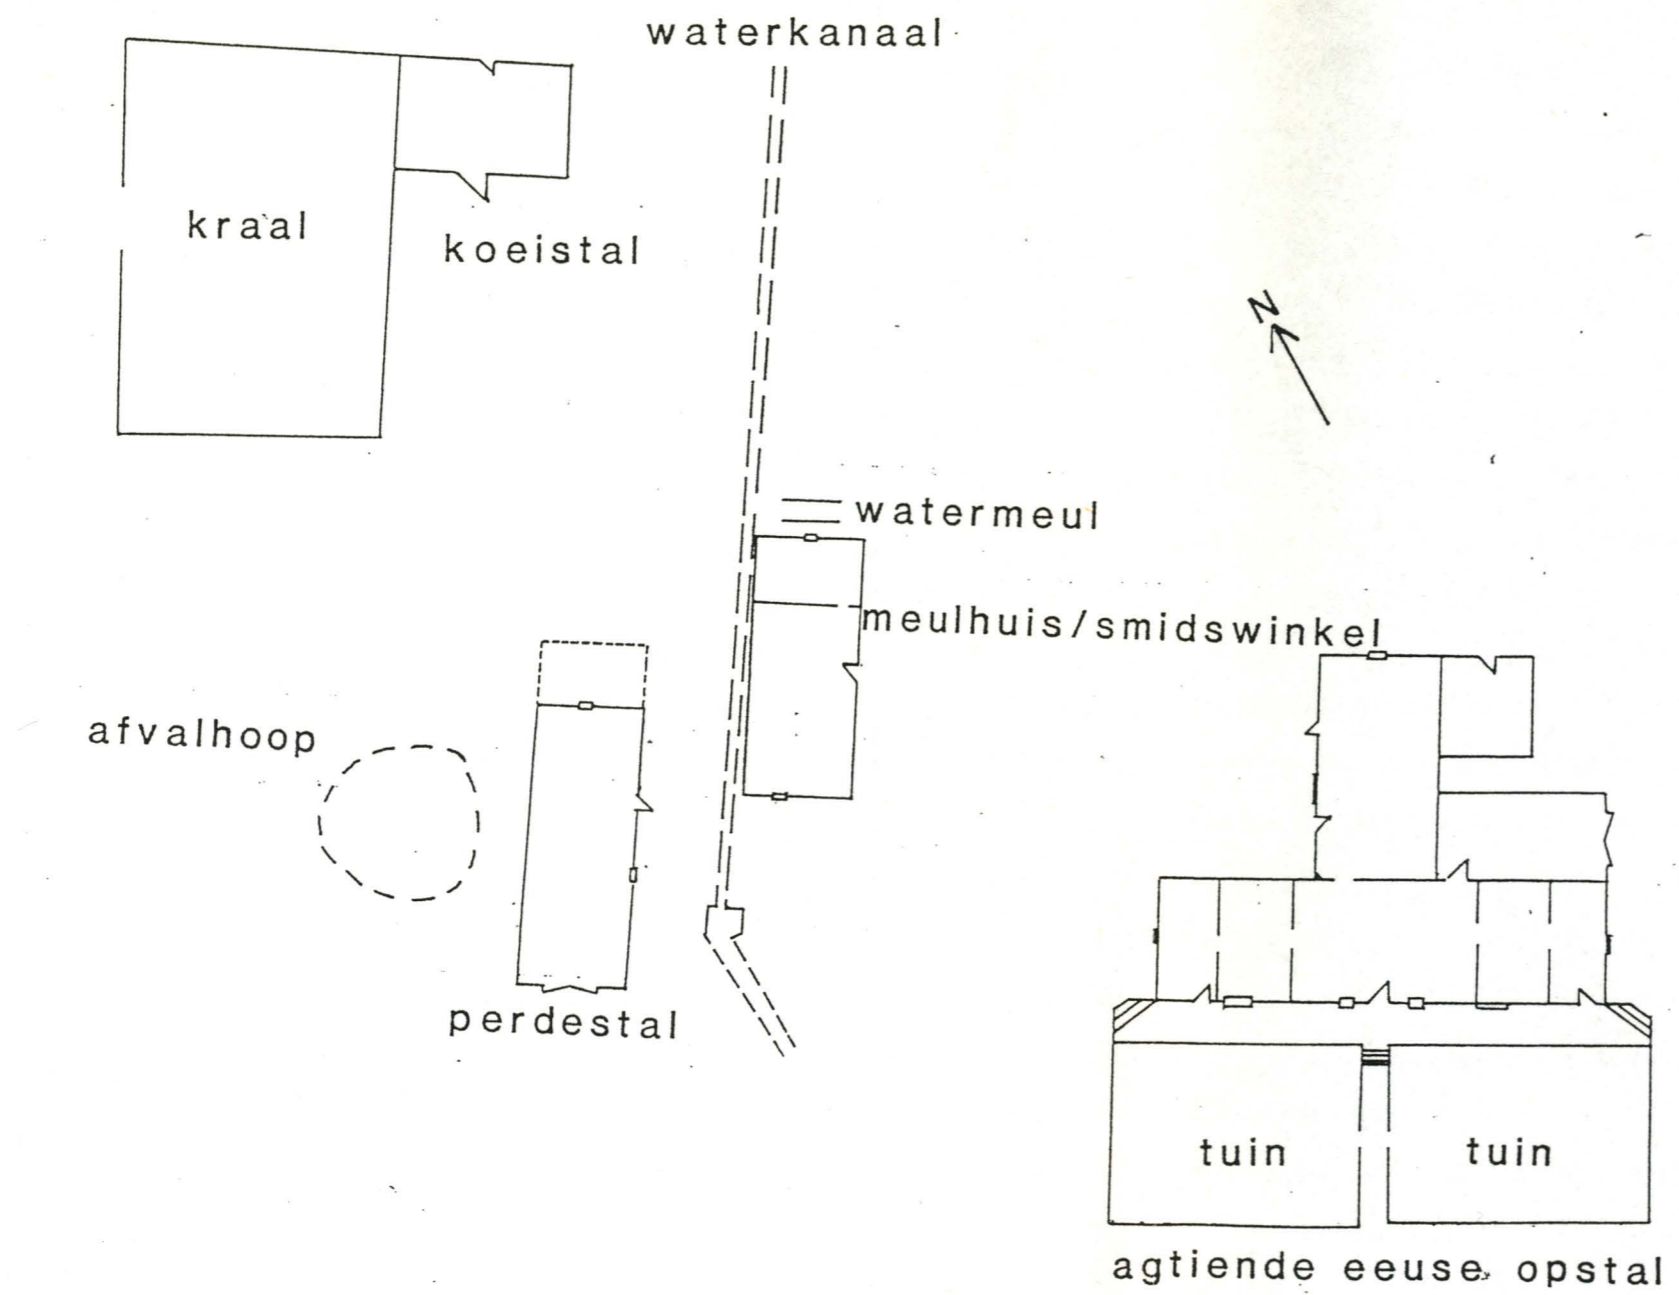 waterkanaal
kraal
koeistal
N
watermeul
meulhuis/smidswinkel
afvalhoop
perdestal
tuin
tuin
agtiende eeuse opstal